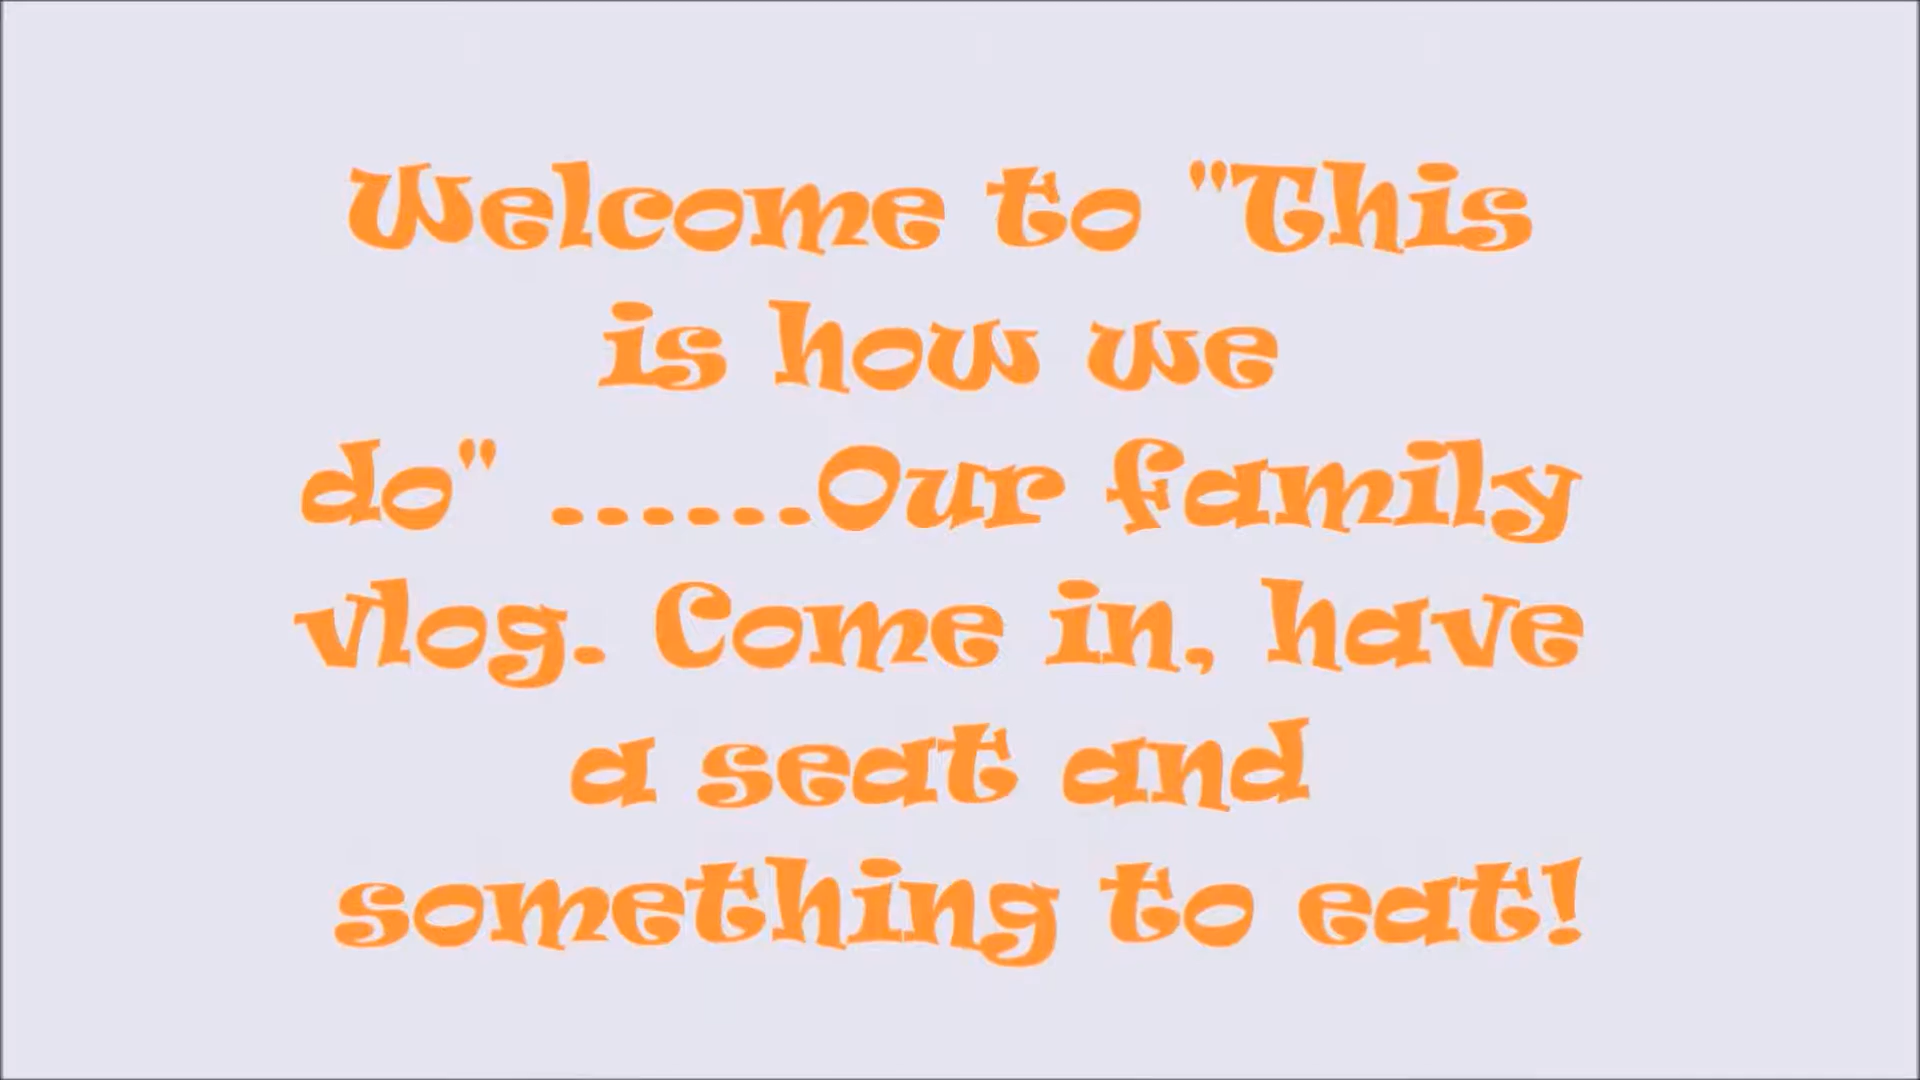 Welcome to "This
is how we
do" ......Our family
vlog. Come in, have
a seat and
something to eat!